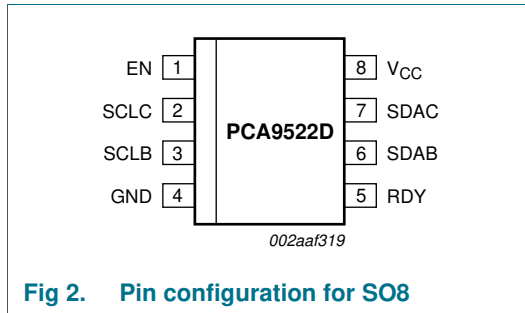 EN 1 8 VCC
SCLC 2 7 SDAC
PCA9522D
SCLB 3 6 SDAB
GND 4 5 RDY
002aaf319
Fig 2. Pin configuration for SO8